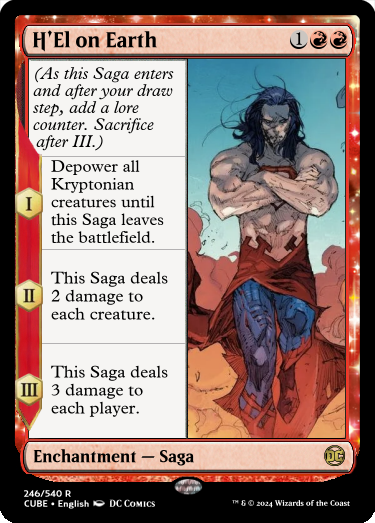 H'El on Earth
1
(As this Saga enters
and after your draw
step, add a lore
counter. Sacrifice
after III.)
I
Depower all
Kryptonian
creatures until
this Saga leaves
the battlefield.
II
This Saga deals
2 damage to
each creature.
III
This Saga deals
3 damage to
each player.
Enchantment — Saga
DC
246/540 R
CUBE • English DC COMICS
™ & © 2024 Wizards of the Coast